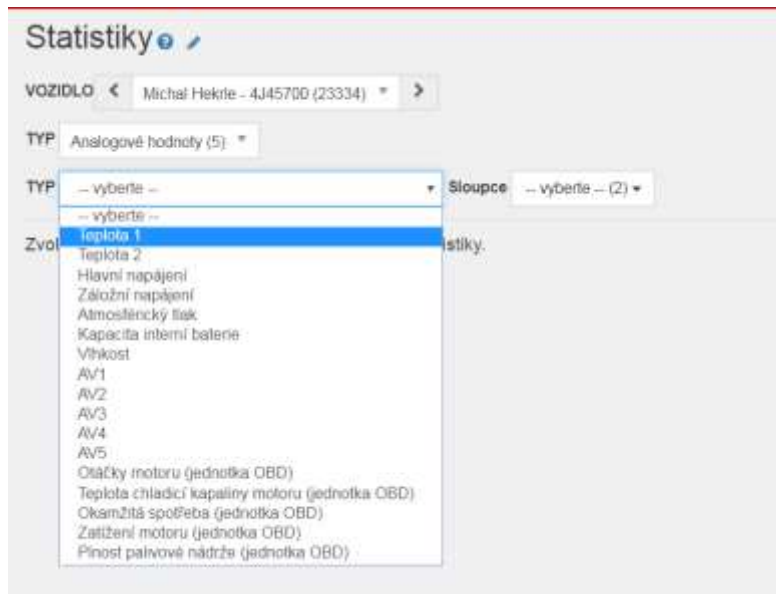 Statistiky
VOZIDLO Michal Hekrle - 4J45700 (23334)
TYP Analogové hodnoty (5)
TYP -- vyberte -- Sloupce -- vyberte -- (2)
-- vyberte --
Teplota 1
Zvol istiky.
Teplota 2
Hlavní napájení
Záložní napájení
Atmosférický tlak
Kapacita interní baterie
Vlhkost
AV1
AV2
AV3
AV4
AV5
Otáčky motoru (jednotka OBD)
Teplota chladicí kapaliny motoru (jednotka OBD)
Okamžitá spotřeba (jednotka OBD)
Zatížení motoru (jednotka OBD)
Plnost palivové nádrže (jednotka OBD)